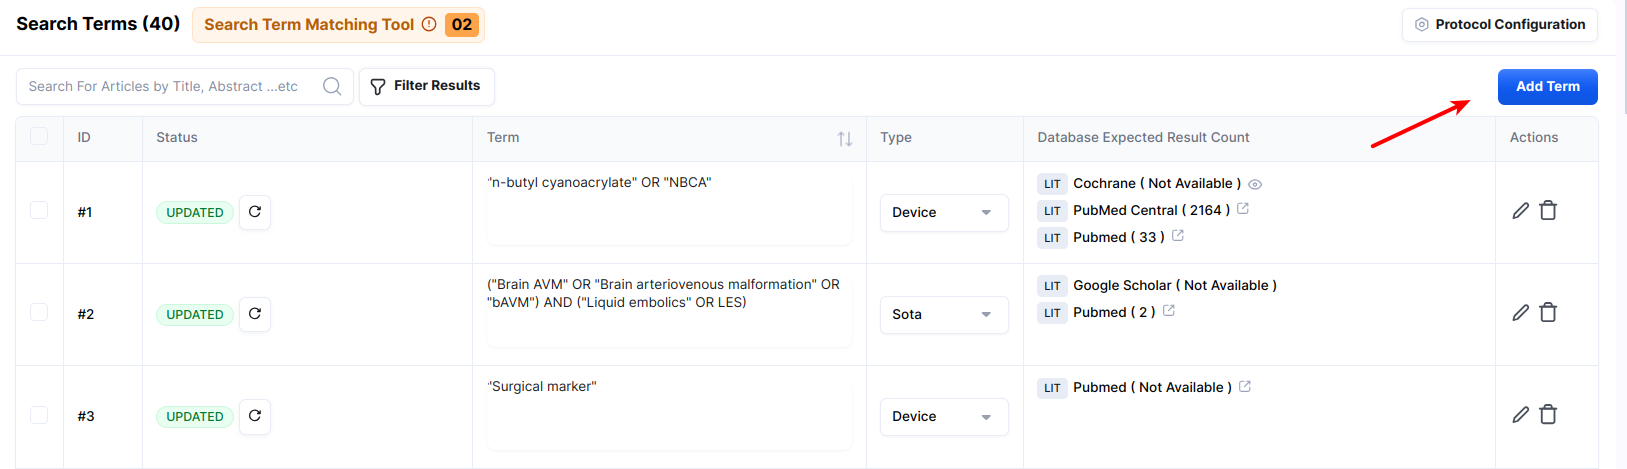 Search Terms (40) Search Term Matching Tool 02 Protocol Configuration
Search For Articles by Title, Abstract ...etc Filter Results Add Term
ID Status Term Type Database Expected Result Count Actions
#1 UPDATED "n-butyl cyanoacrylate" OR "NBCA" Device
LIT Cochrane ( Not Available )
LIT PubMed Central ( 2164 )
LIT Pubmed ( 33 )
#2 UPDATED ("Brain AVM" OR "Brain arteriovenous malformation" OR
"bAVM") AND ("Liquid embolics" OR LES) Sota
LIT Google Scholar ( Not Available )
LIT Pubmed ( 2 )
#3 UPDATED "Surgical marker" Device
LIT Pubmed ( Not Available )